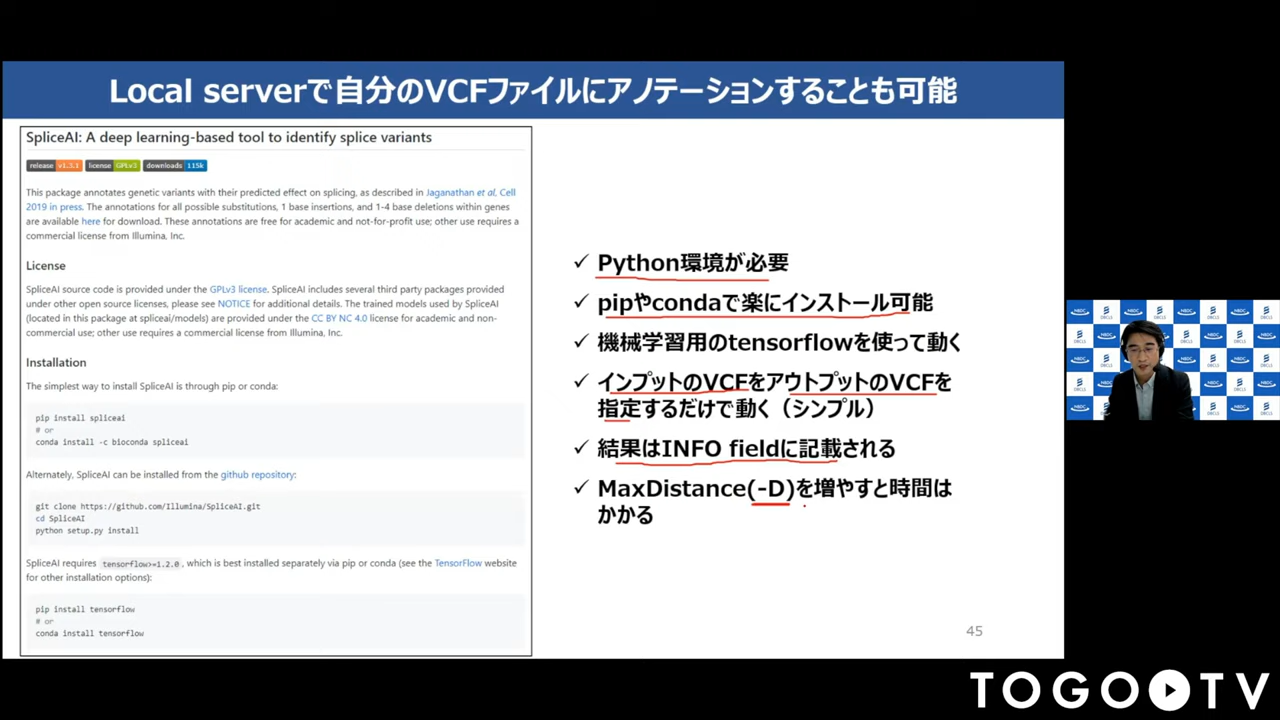 Local serverで自分のVCFファイルにアノテーションすることも可能
SpliceAI: A deep learning-based tool to identify splice variants
release v1.3.1 license GPLv3 downloads 115k
This package annotates genetic variants with their predicted effect on splicing, as described in Jaganathan et al, Cell
2019 in press. The annotations for all possible substitutions, 1 base insertions, and 1-4 base deletions within genes
are available here for download. These annotations are free for academic and not-for-profit use; other use requires a
commercial license from Illumina, Inc.
License
SpliceAI source code is provided under the GPLv3 license. SpliceAI includes several third party packages provided
under other open source licenses, please see NOTICE for additional details. The trained models used by SpliceAI
(located in this package at spliceai/models) are provided under the CC BY NC 4.0 license for academic and non-
commercial use; other use requires a commercial license from Illumina, Inc.
Installation
The simplest way to install SpliceAI is through pip or conda:
pip install spliceai
# or
conda install -c bioconda spliceai
Alternately, SpliceAI can be installed from the github repository:
git clone https://github.com/Illumina/SpliceAI.git
cd SpliceAI
python setup.py install
SpliceAI requires tensorflow>=1.2.0, which is best installed separately via pip or conda (see the TensorFlow website
for other installation options):
pip install tensorflow
# or
conda install tensorflow
✓ Python環境が必要
✓ pipやcondaで楽にインストール可能
✓ 機械学習用のtensorflowを使って動く
✓ インプットのVCFをアウトプットのVCFを
指定するだけで動く（シンプル）
✓ 結果はINFO fieldに記載される
✓ MaxDistance(-D)を増やすと時間は
かかる
45
TOGO TV